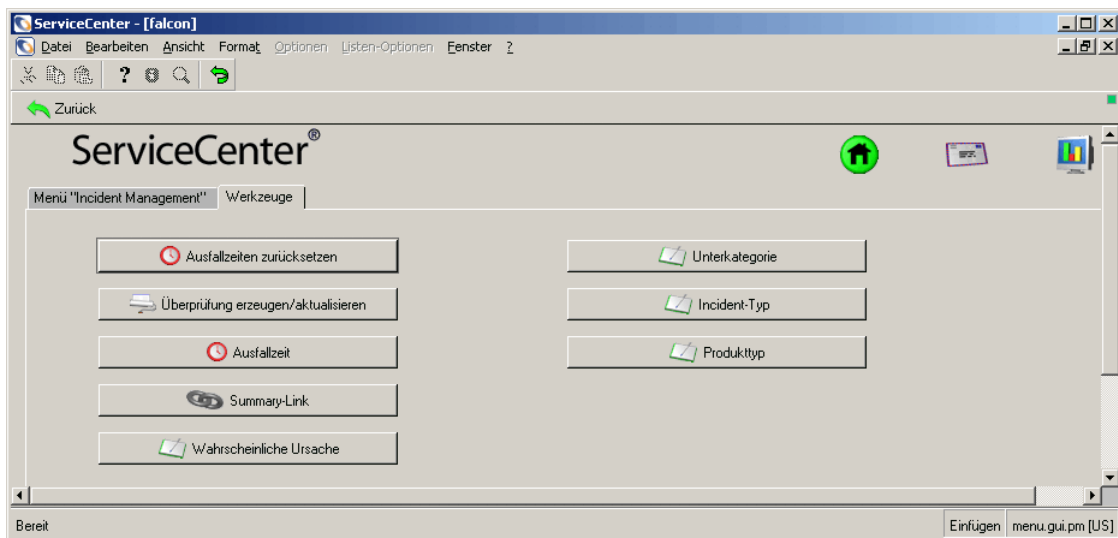 ServiceCenter - [falcon]
Datei Bearbeiten Ansicht Format Optionen Listen-Optionen Fenster ?
?
Zurück
ServiceCenter®
Menü "Incident Management" Werkzeuge
Ausfallzeiten zurücksetzen Unterkategorie
Überprüfung erzeugen/aktualisieren Incident-Typ
Ausfallzeit Produkttyp
Summary-Link
Wahrscheinliche Ursache
Bereit Einfügen menu.gui.pm [US]